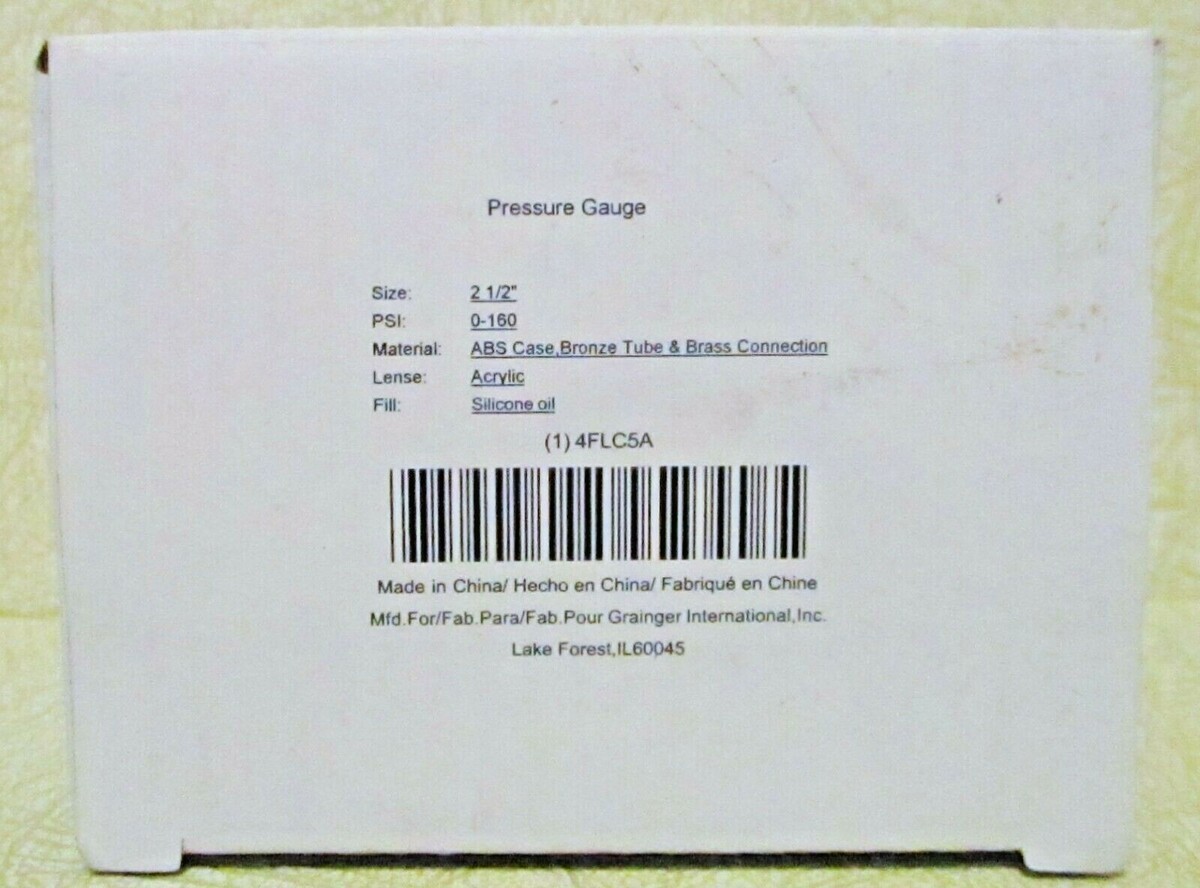 Pressure Gauge
Size: 2 1/2"
PSI: 0-160
Material: ABS Case,Bronze Tube & Brass Connection
Lense: Acrylic
Fill: Silicone oil
(1) 4FLC5A
Made in China/ Hecho en China/ Fabriqué en Chine
Mfd.For/Fab.Para/Fab.Pour Grainger International,Inc.
Lake Forest,IL60045